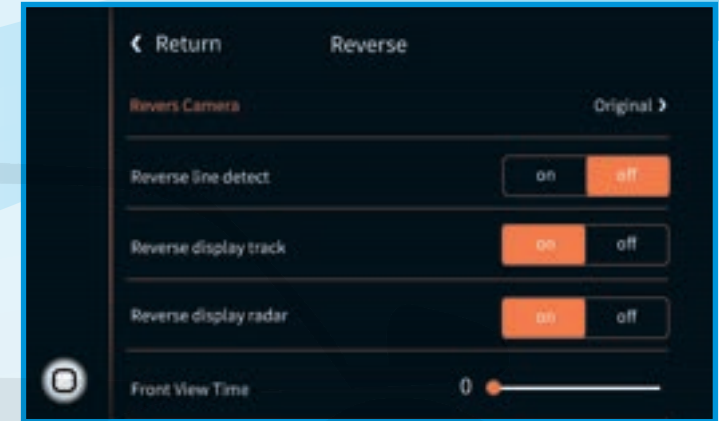 Return Reverse
Revers Camera Original
Reverse line detect on off
Reverse display track on off
Reverse display radar on off
Front View Time 0